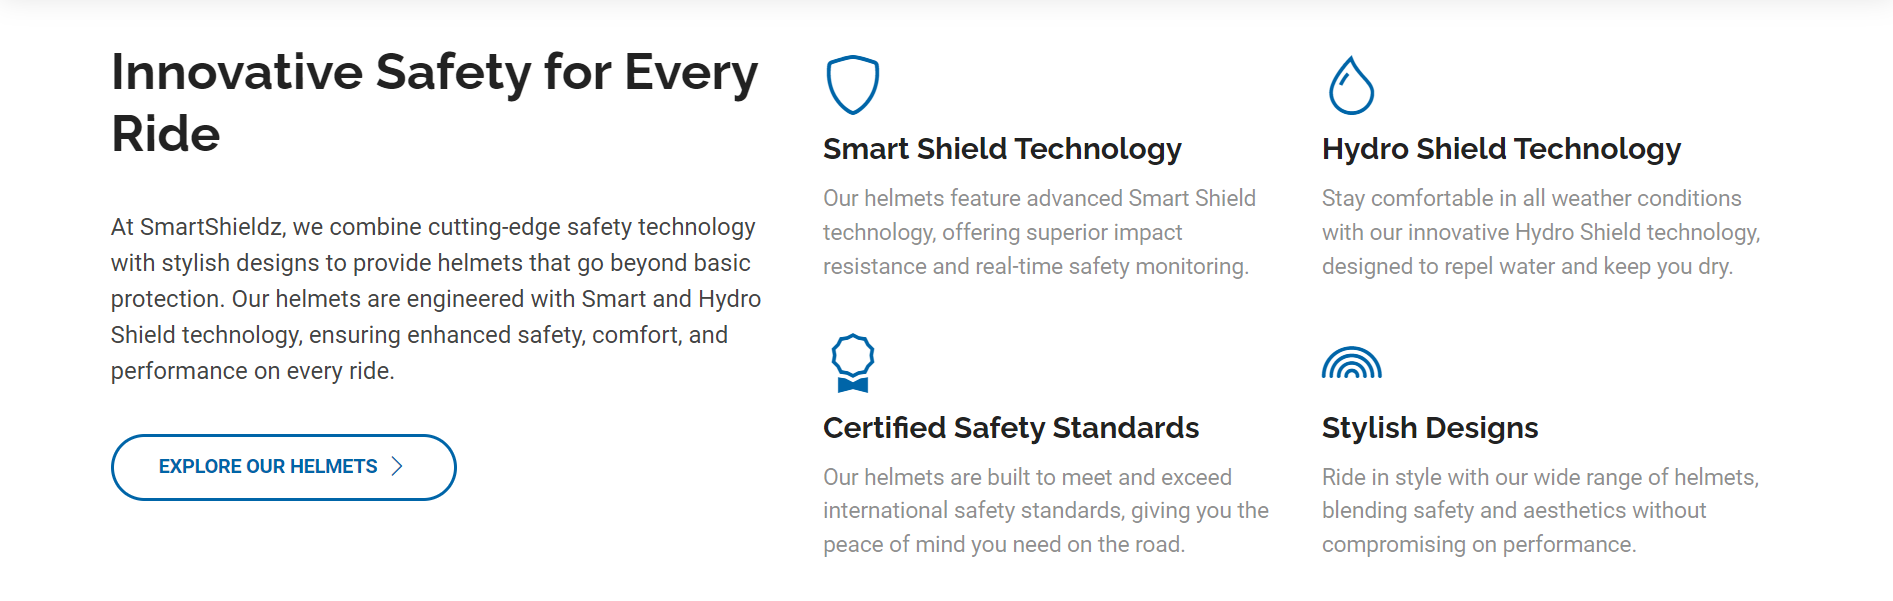 Innovative Safety for Every
Ride
At SmartShieldz, we combine cutting-edge safety technology
with stylish designs to provide helmets that go beyond basic
protection. Our helmets are engineered with Smart and Hydro
Shield technology, ensuring enhanced safety, comfort, and
performance on every ride.
EXPLORE OUR HELMETS
Smart Shield Technology
Our helmets feature advanced Smart Shield
technology, offering superior impact
resistance and real-time safety monitoring.
Hydro Shield Technology
Stay comfortable in all weather conditions
with our innovative Hydro Shield technology,
designed to repel water and keep you dry.
Certified Safety Standards
Our helmets are built to meet and exceed
international safety standards, giving you the
peace of mind you need on the road.
Stylish Designs
Ride in style with our wide range of helmets,
blending safety and aesthetics without
compromising on performance.